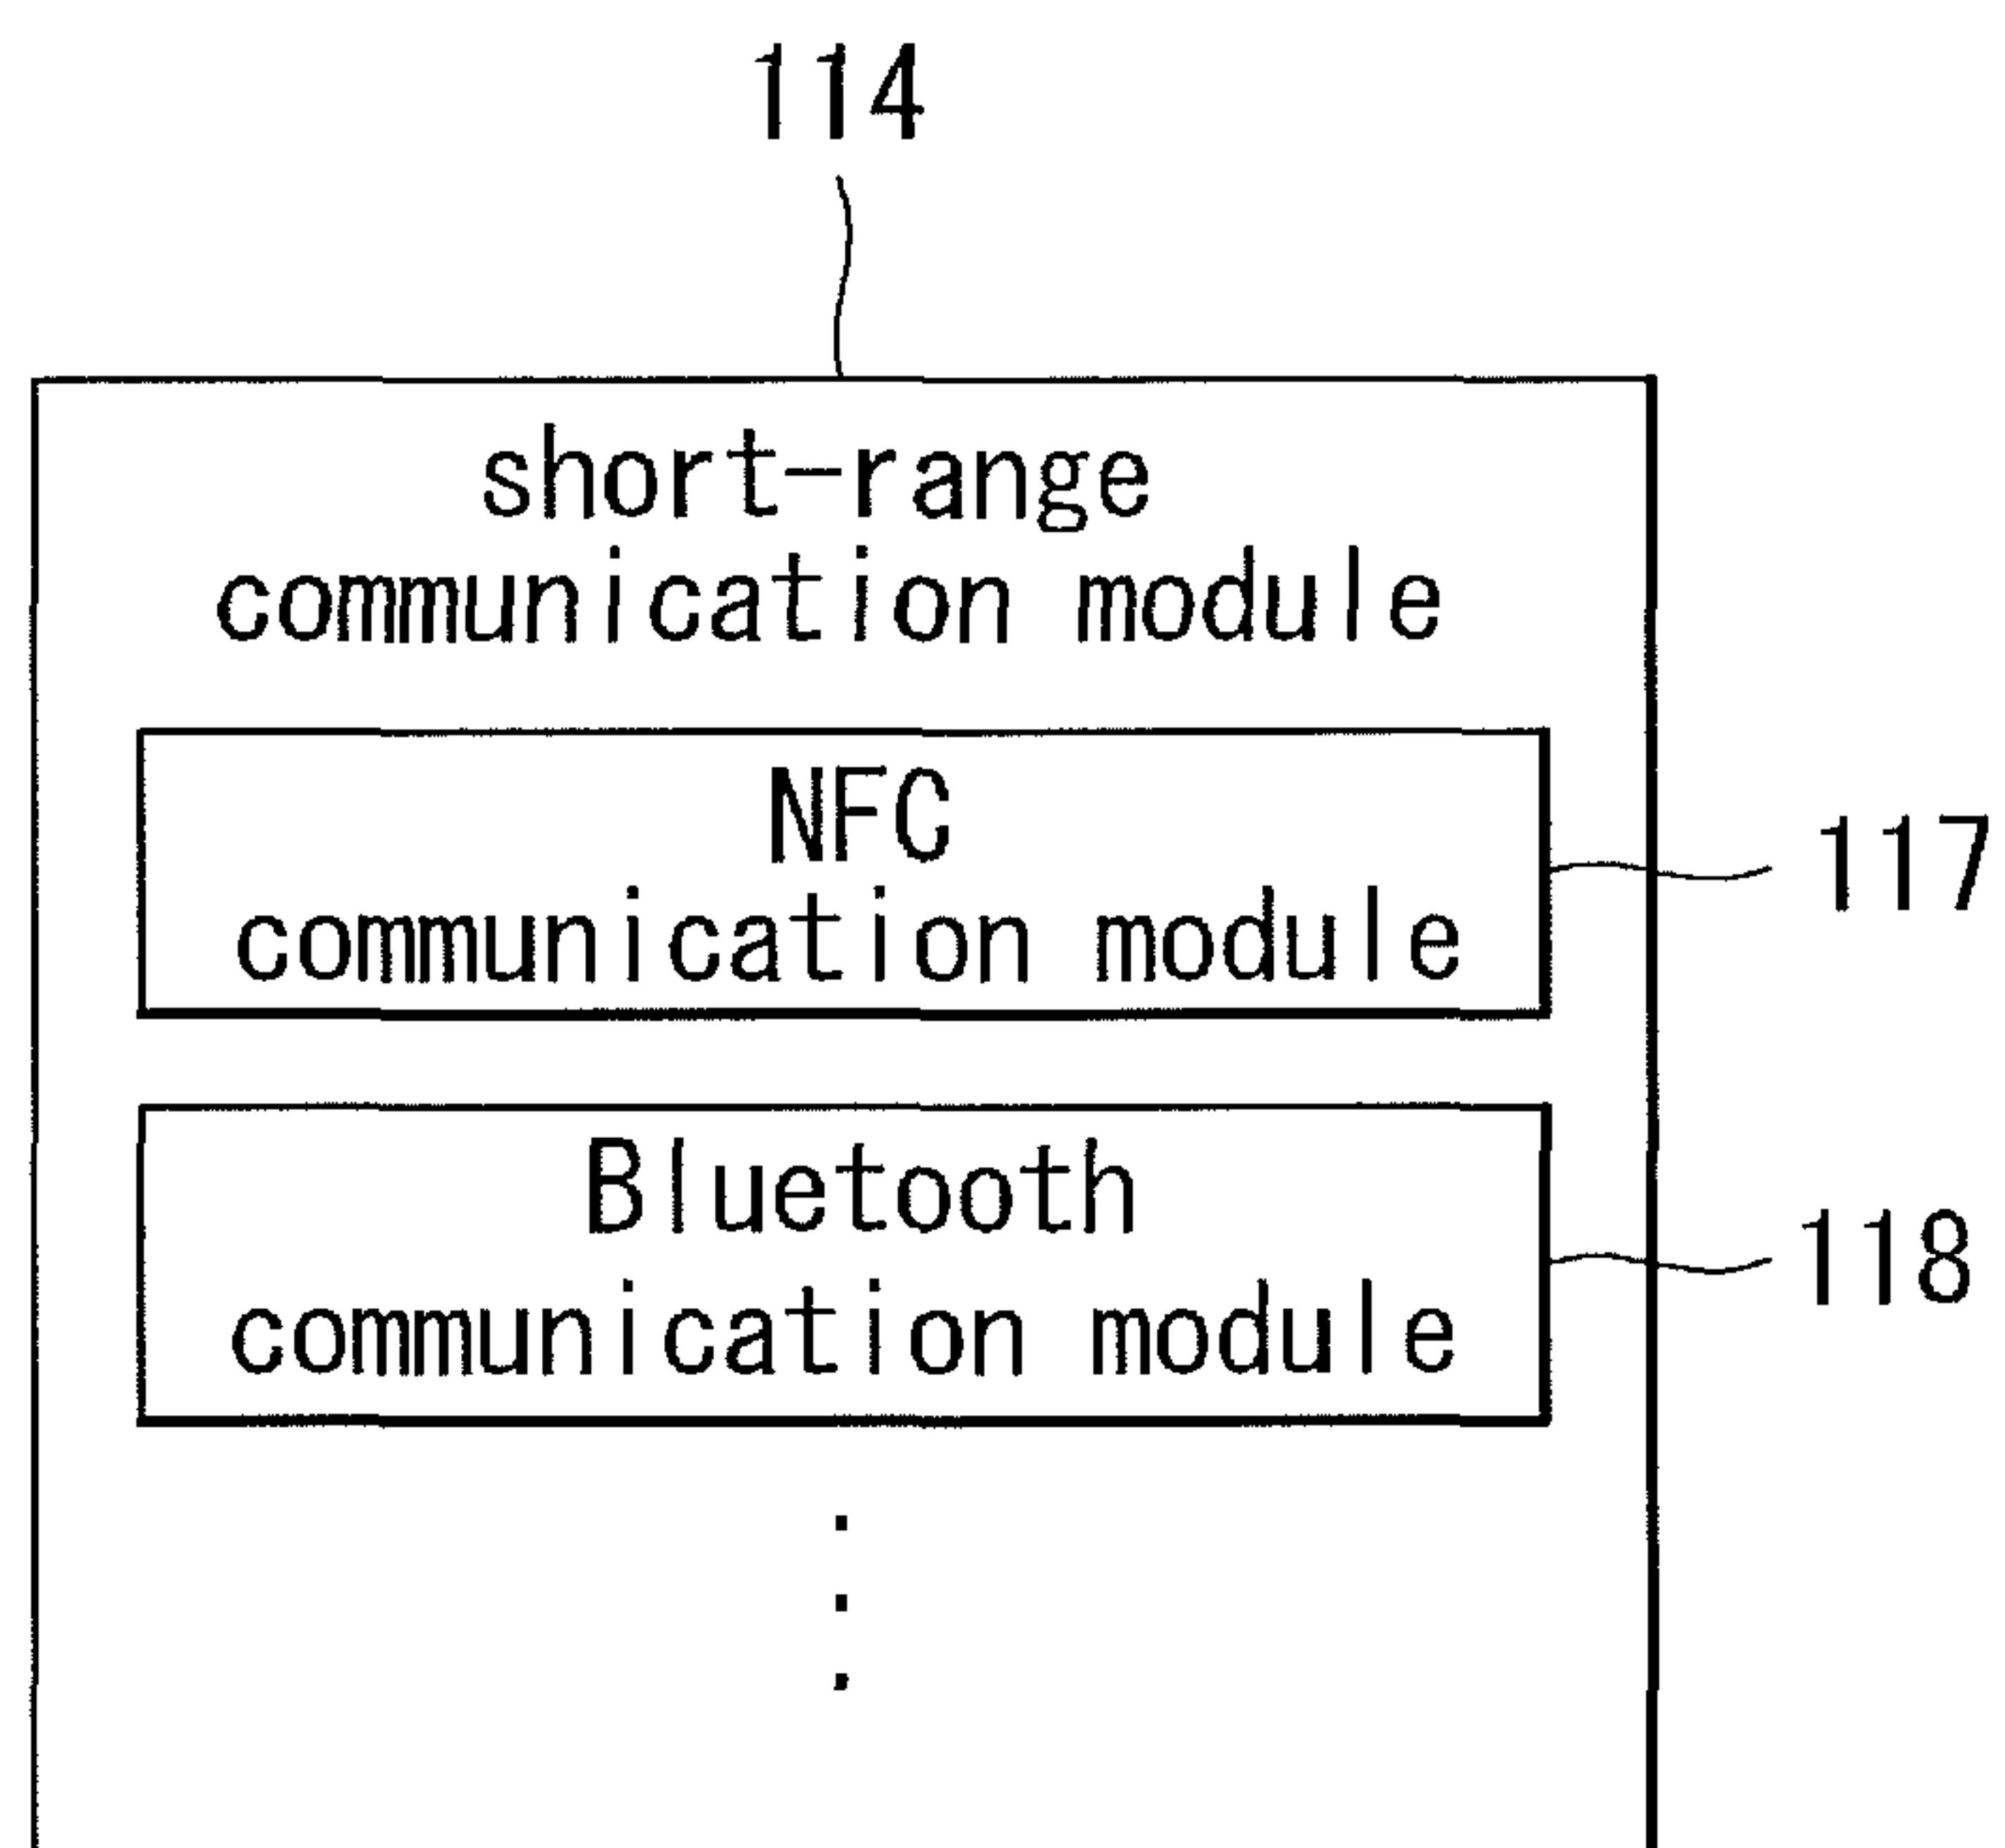 114
short-range
communication module
NFC
communication module
117
Bluetooth
communication module
118